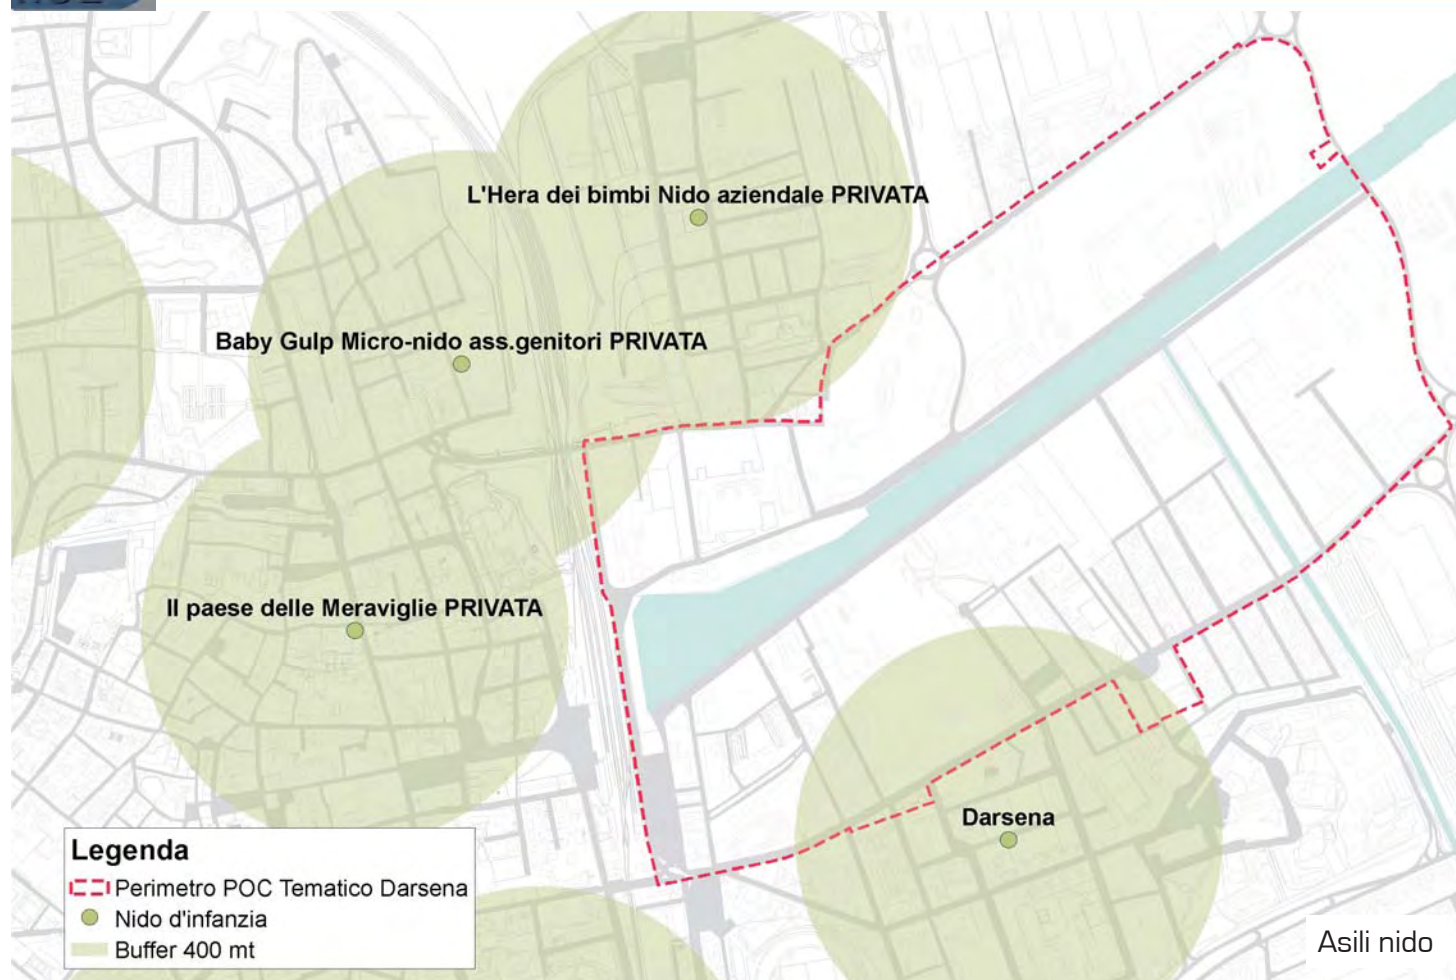 L'Hera dei bimbi Nido aziendale PRIVATA
Baby Gulp Micro-nido ass.genitori PRIVATA
Il paese delle Meraviglie PRIVATA
Darsena
Legenda
Perimetro POC Tematico Darsena
Nido d'infanzia
Buffer 400 mt
Asili nido